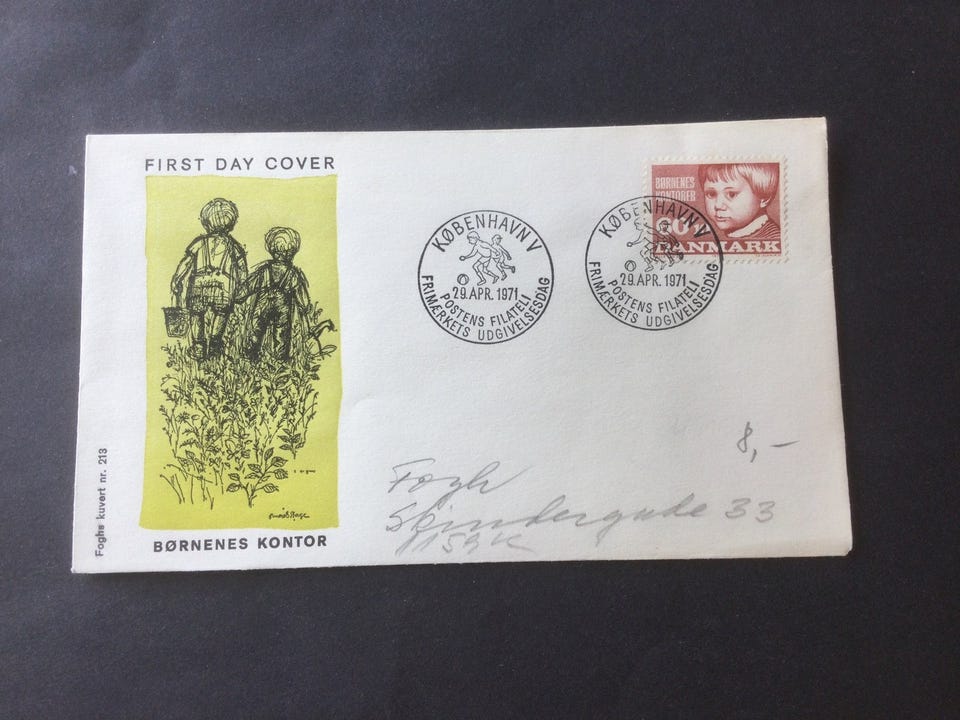 FIRST DAY COVER
BØRNENES KONTOR
Foghs kuvert nr. 213
KØBENHAVN V
29.APR. 1971
POSTENS FILATELI
FRIMÆRKETS UDGIVELSESDAG
KØBENHAVN V
29.APR. 1971
POSTENS FILATELI
FRIMÆRKETS UDGIVELSESDAG
BØRNENES
KONTORER
DANMARK
8,-
Fogh
Skindergade 33